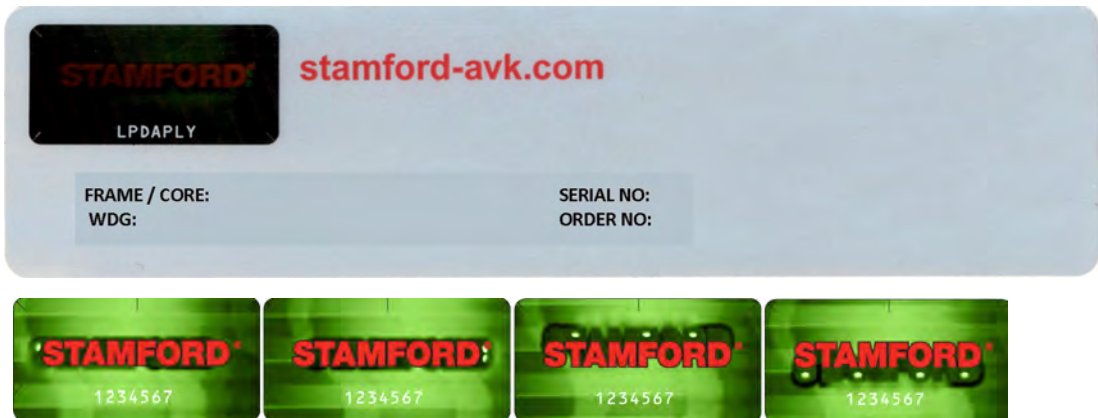 STAMFORD
stamford-avk.com
LPDAPLY
FRAME / CORE: SERIAL NO:
WDG: ORDER NO:
STAMFORD STAMFORD STAMFORD STAMFORD
1234567 1234567 1234567 1234567